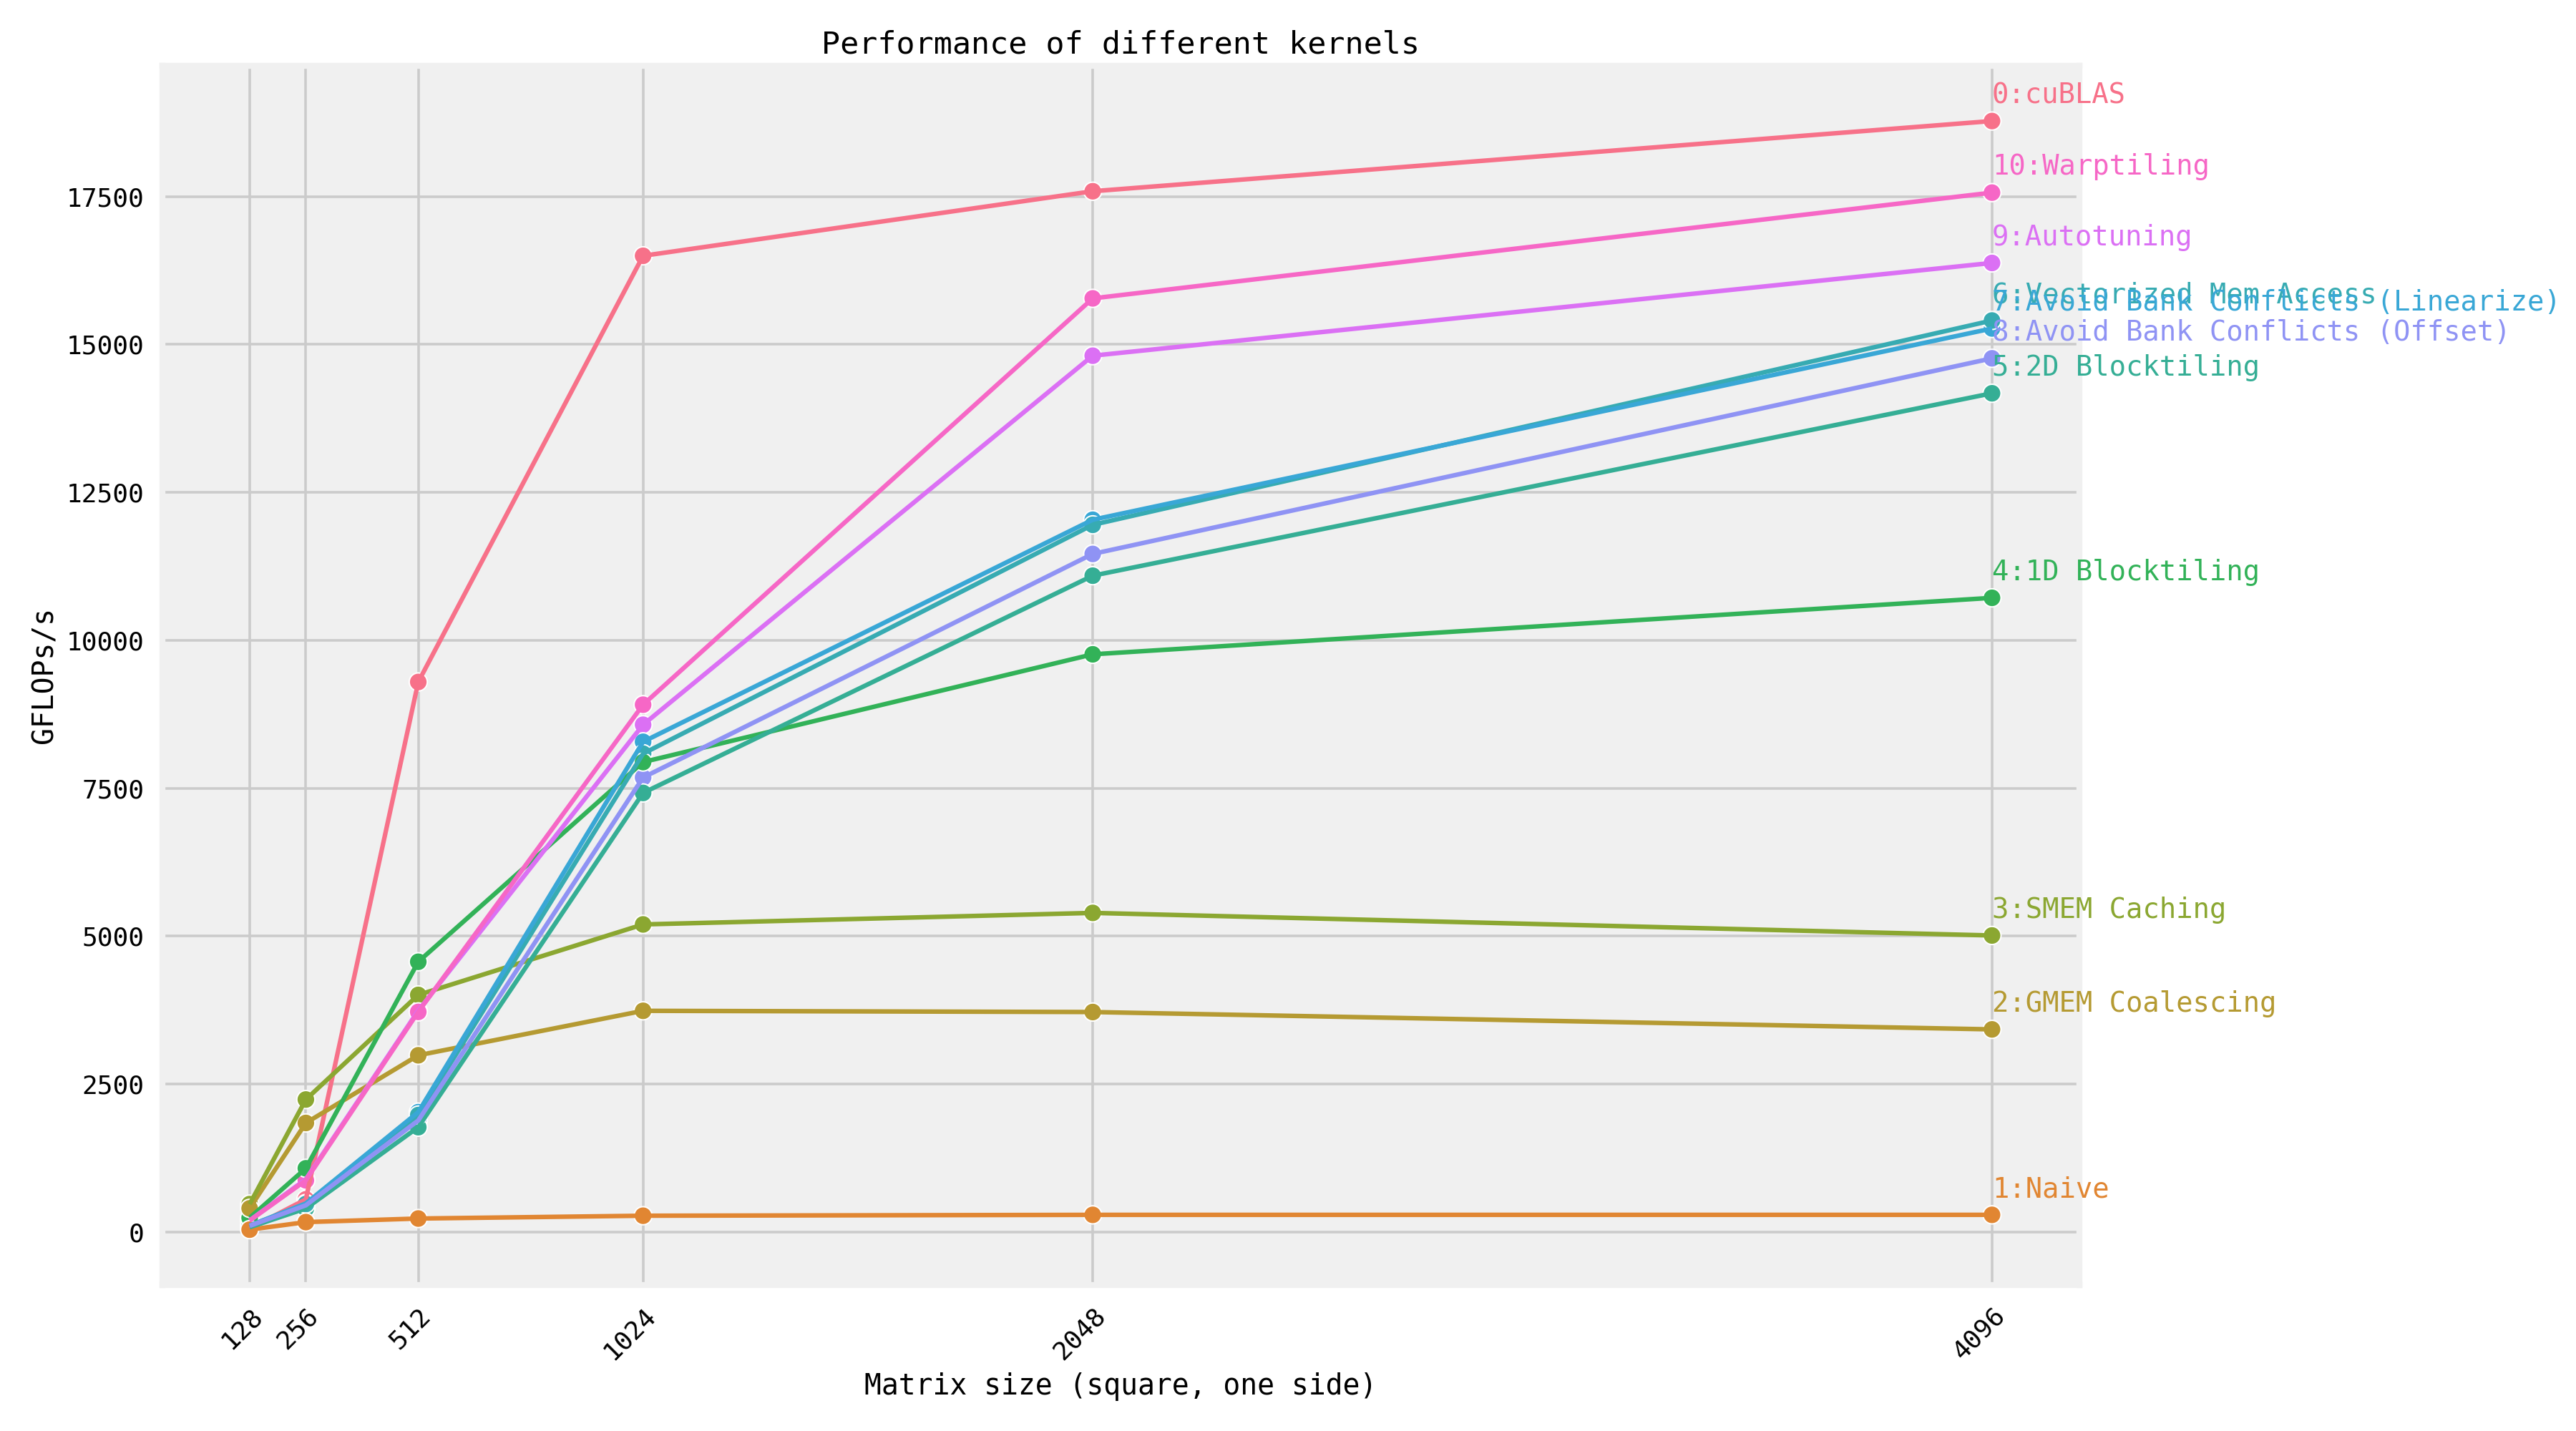 Performance of different kernels
0:cuBLAS
10:Warptiling
17500
9:Autotuning
6:Vectorized Mem Access
7:Avoid Bank Conflicts (Linearize)
8:Avoid Bank Conflicts (Offset)
15000
5:2D Blocktiling
12500
4:1D Blocktiling
10000
GFLOPs/s
7500
3:SMEM Caching
5000
2:GMEM Coalescing
2500
1:Naive
0
128 256 512 1024 2048 4096
Matrix size (square, one side)